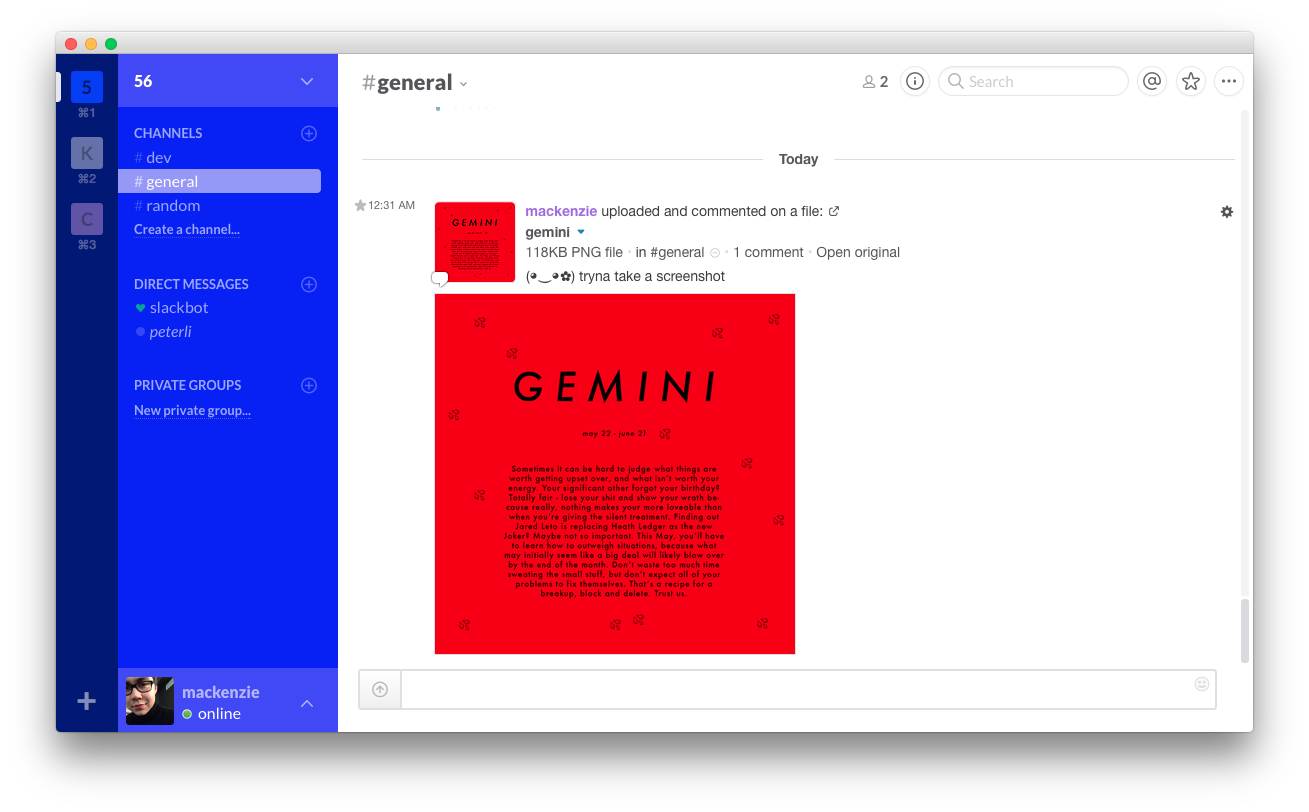 5
⌘1
K
⌘2
C
⌘3
+
56
CHANNELS
# dev
# general
# random
Create a channel...
DIRECT MESSAGES
slackbot
peterli
PRIVATE GROUPS
New private group...
mackenzie
online
#general
2
Search
@
Today
12:31 AM
GEMINI
mackenzie uploaded and commented on a file:
gemini
118KB PNG file · in #general · 1 comment · Open original
(◕‿◕✿) tryna take a screenshot
GEMINI
may 22 - june 21
Sometimes it can be hard to judge what things are
worth getting upset over, and what isn't worth your
energy. Your significant other forgot your birthday?
Totally fair - lose your shit and show your wrath be-
cause really, nothing makes your more loveable than
when you're giving the silent treatment. Finding out
Jared Leto is replacing Heath Ledger as the new
Joker? Maybe not so important. This May, you'll have
to learn how to outweigh situations, because what
may initially seem like a big deal will likely blow over
by the end of the month. Don't waste too much time
sweating the small stuff, but don't expect all of your
problems to fix themselves. That's a recipe for a
breakup, block and delete. Trust us.